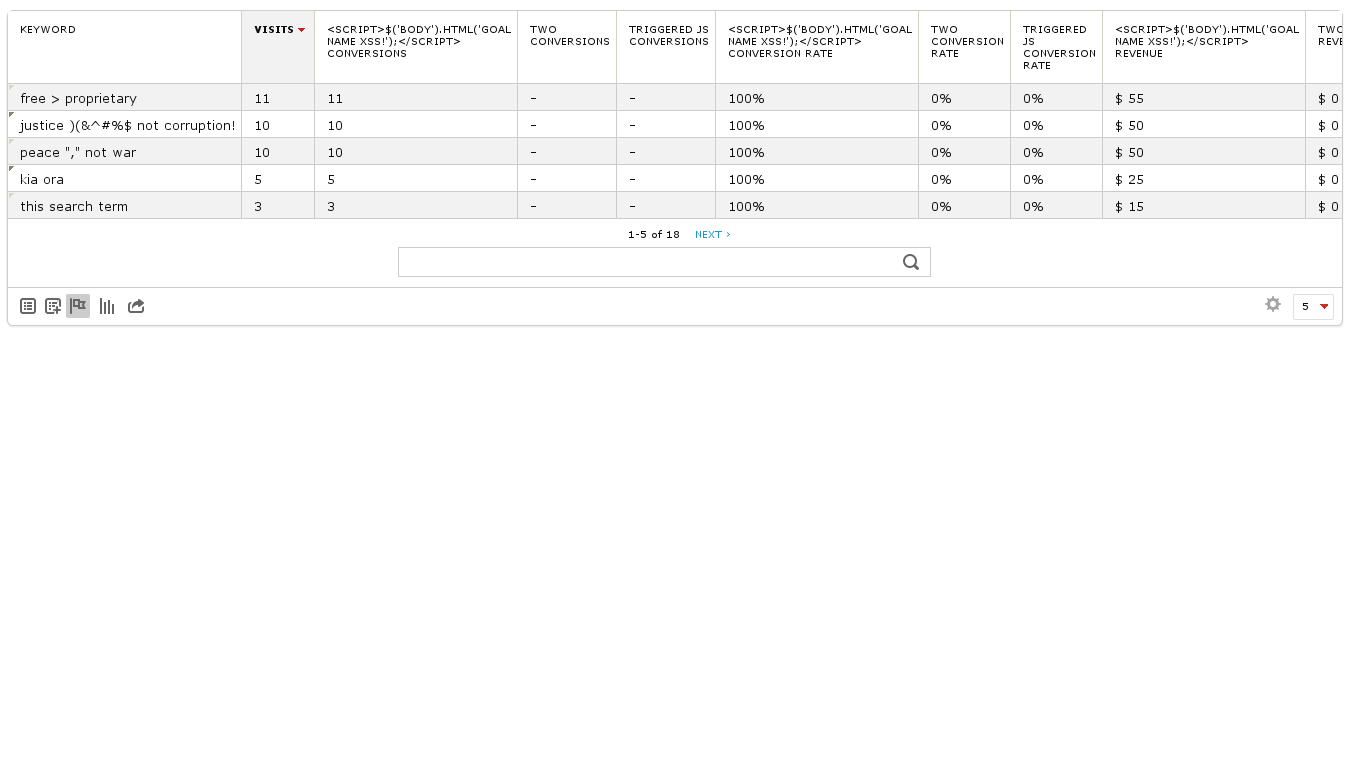 KEYWORD
VISITS
<SCRIPT>$('BODY').HTML('GOAL
NAME XSS!');</SCRIPT>
CONVERSIONS
TWO
CONVERSIONS
TRIGGERED JS
CONVERSIONS
<SCRIPT>$('BODY').HTML('GOAL
NAME XSS!');</SCRIPT>
CONVERSION RATE
TWO
CONVERSION
RATE
TRIGGERED
JS
CONVERSION
RATE
<SCRIPT>$('BODY').HTML('GOAL
NAME XSS!');</SCRIPT>
REVENUE
TWO
REVE
free > proprietary 11 11 - - 100% 0% 0% $ 55 $ 0
justice )(&^#%$ not corruption! 10 10 - - 100% 0% 0% $ 50 $ 0
peace "," not war 10 10 - - 100% 0% 0% $ 50 $ 0
kia ora 5 5 - - 100% 0% 0% $ 25 $ 0
this search term 3 3 - - 100% 0% 0% $ 15 $ 0
1-5 of 18 NEXT ›
5